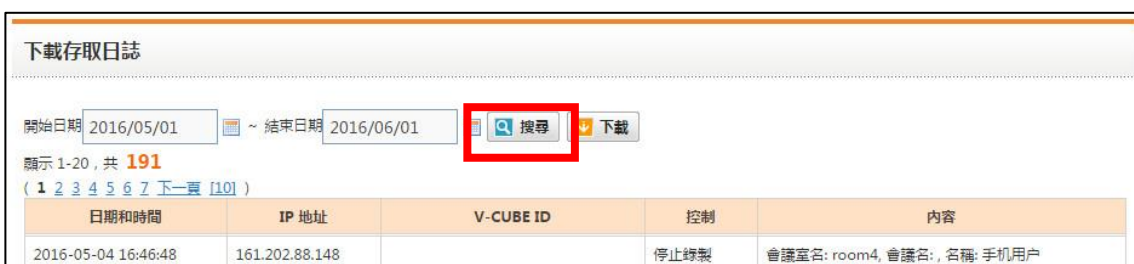 下載存取日誌
開始日期 2016/05/01 ~ 結束日期 2016/06/01 搜尋 下載
顯示 1-20 , 共 191
( 1 2 3 4 5 6 7 下一頁 [10] )
日期和時間 IP 地址 V-CUBE ID 控制 內容
2016-05-04 16:46:48 161.202.88.148 停止錄製 會議室名: room4, 會議名: , 名稱: 手机用户